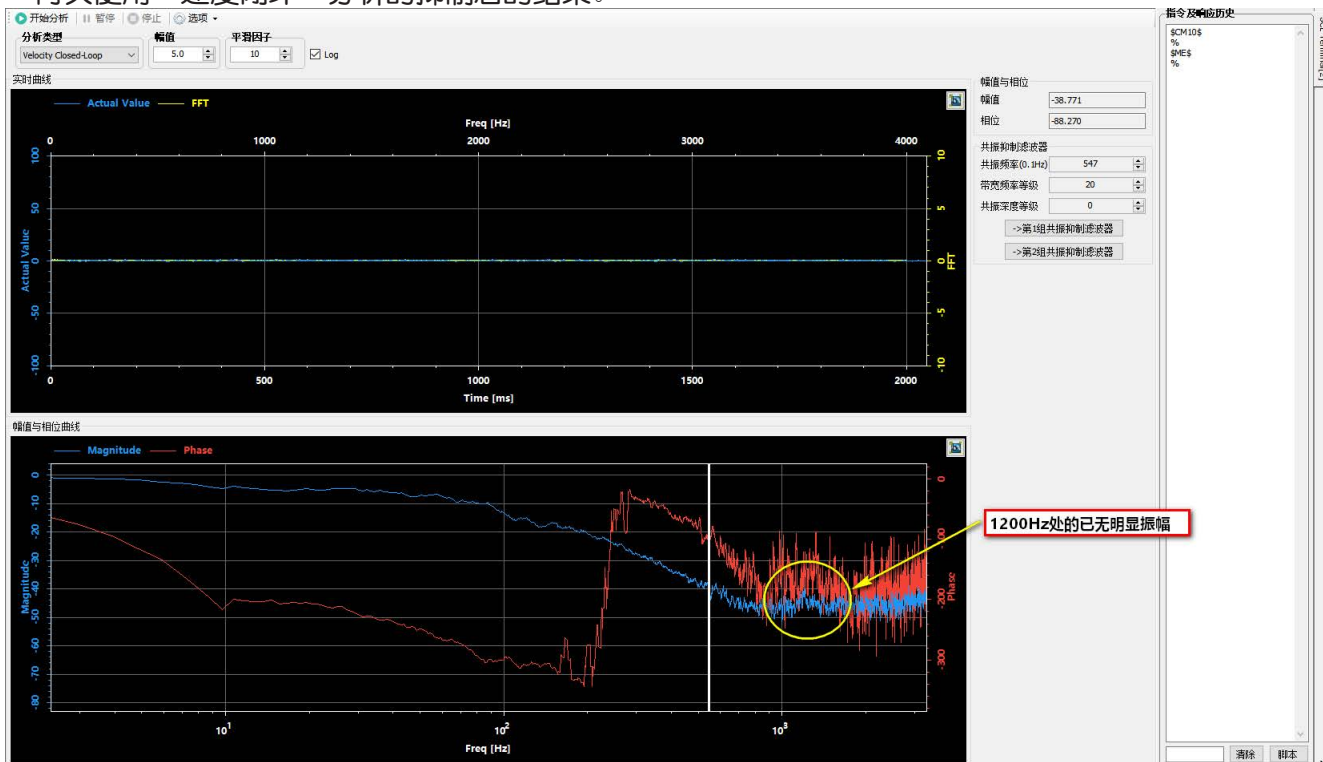 开始分析 暂停 停止 选项
分析类型 幅值 平滑因子
Velocity Closed-Loop 5.0 10 Log
实时曲线
Actual Value FFT
Freq [Hz]
0 1000 2000 3000 4000
100 50 0 -50 -100
Actual Value
10 5 0 -5 -10
FFT
0 500 1000 1500 2000
Time [ms]
幅值与相位曲线
Magnitude Phase
0 -10 -20 -30 -40 -50 -60 -70 -80
Magnitude
0 -100 -200 -300
Phase
10¹ 10² 10³
Freq [Hz]
1200Hz处的已无明显振幅
幅值与相位
幅值 -38.771
相位 -88.270
共振抑制滤波器
共振频率(0.1Hz) 547
带宽频率等级 20
共振深度等级 0
->第1组共振抑制滤波器
->第2组共振抑制滤波器
指令及响应历史
$CM10$
%
$ME$
%
清除 脚本